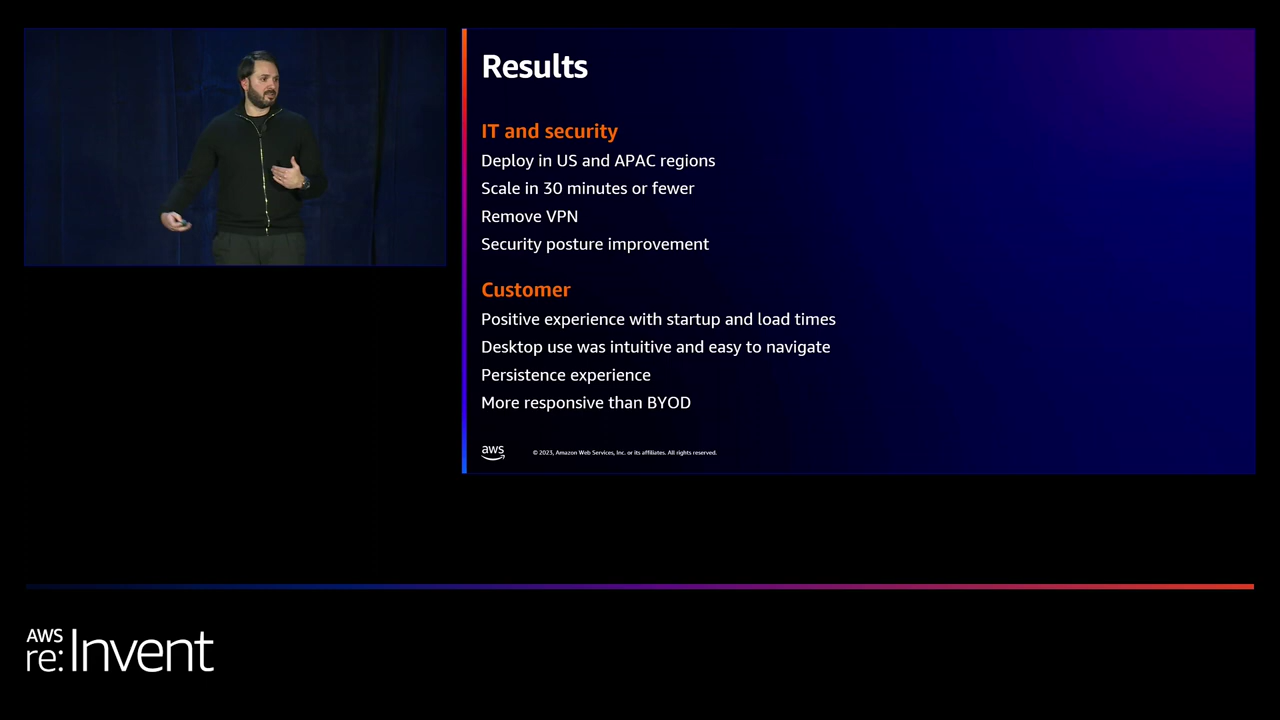 Results
IT and security
Deploy in US and APAC regions
Scale in 30 minutes or fewer
Remove VPN
Security posture improvement
Customer
Positive experience with startup and load times
Desktop use was intuitive and easy to navigate
Persistence experience
More responsive than BYOD
aws
© 2023, Amazon Web Services, Inc. or its affiliates. All rights reserved.
AWS
re:Invent